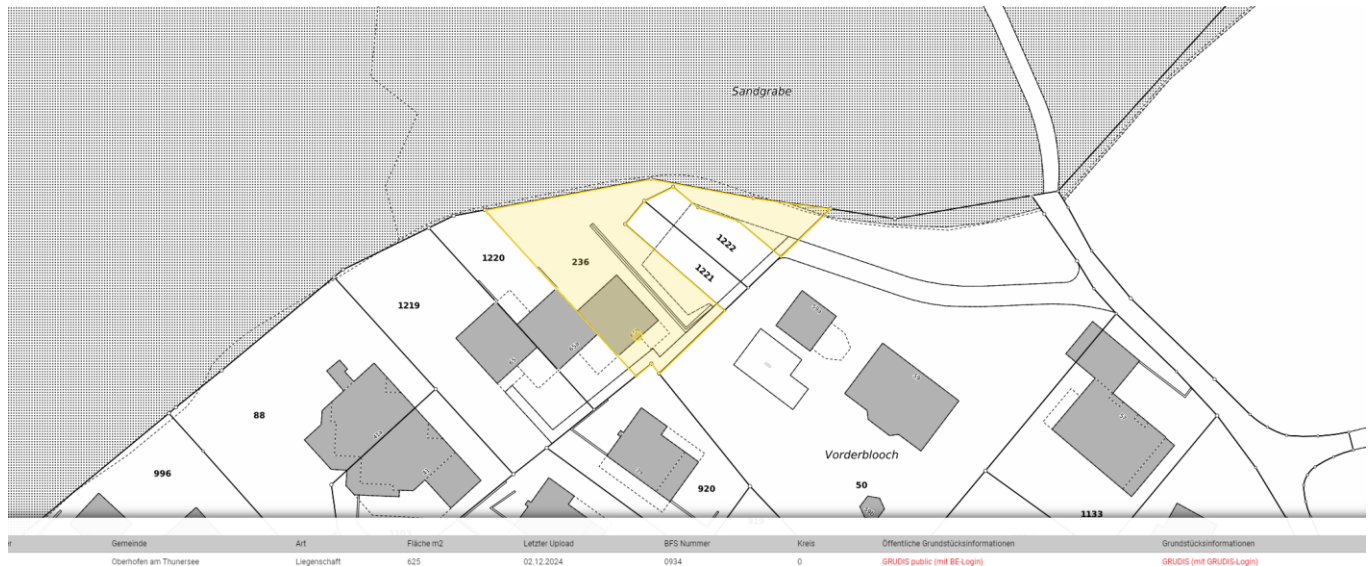 Sandgrabe
1222
1220
236
1221
1219
88
Vorderblooch
996
50
920
1133
Gemeinde Art Fläche m2 Letzter Upload BFS Nummer Kreis Öffentliche Grundstücksinformationen Grundstücksinformationen
Oberhofen am Thunersee Liegenschaft 625 02.12.2024 0934 0 GRUDIS public (mit BE-Login) GRUDIS (mit GRUDIS-Login)